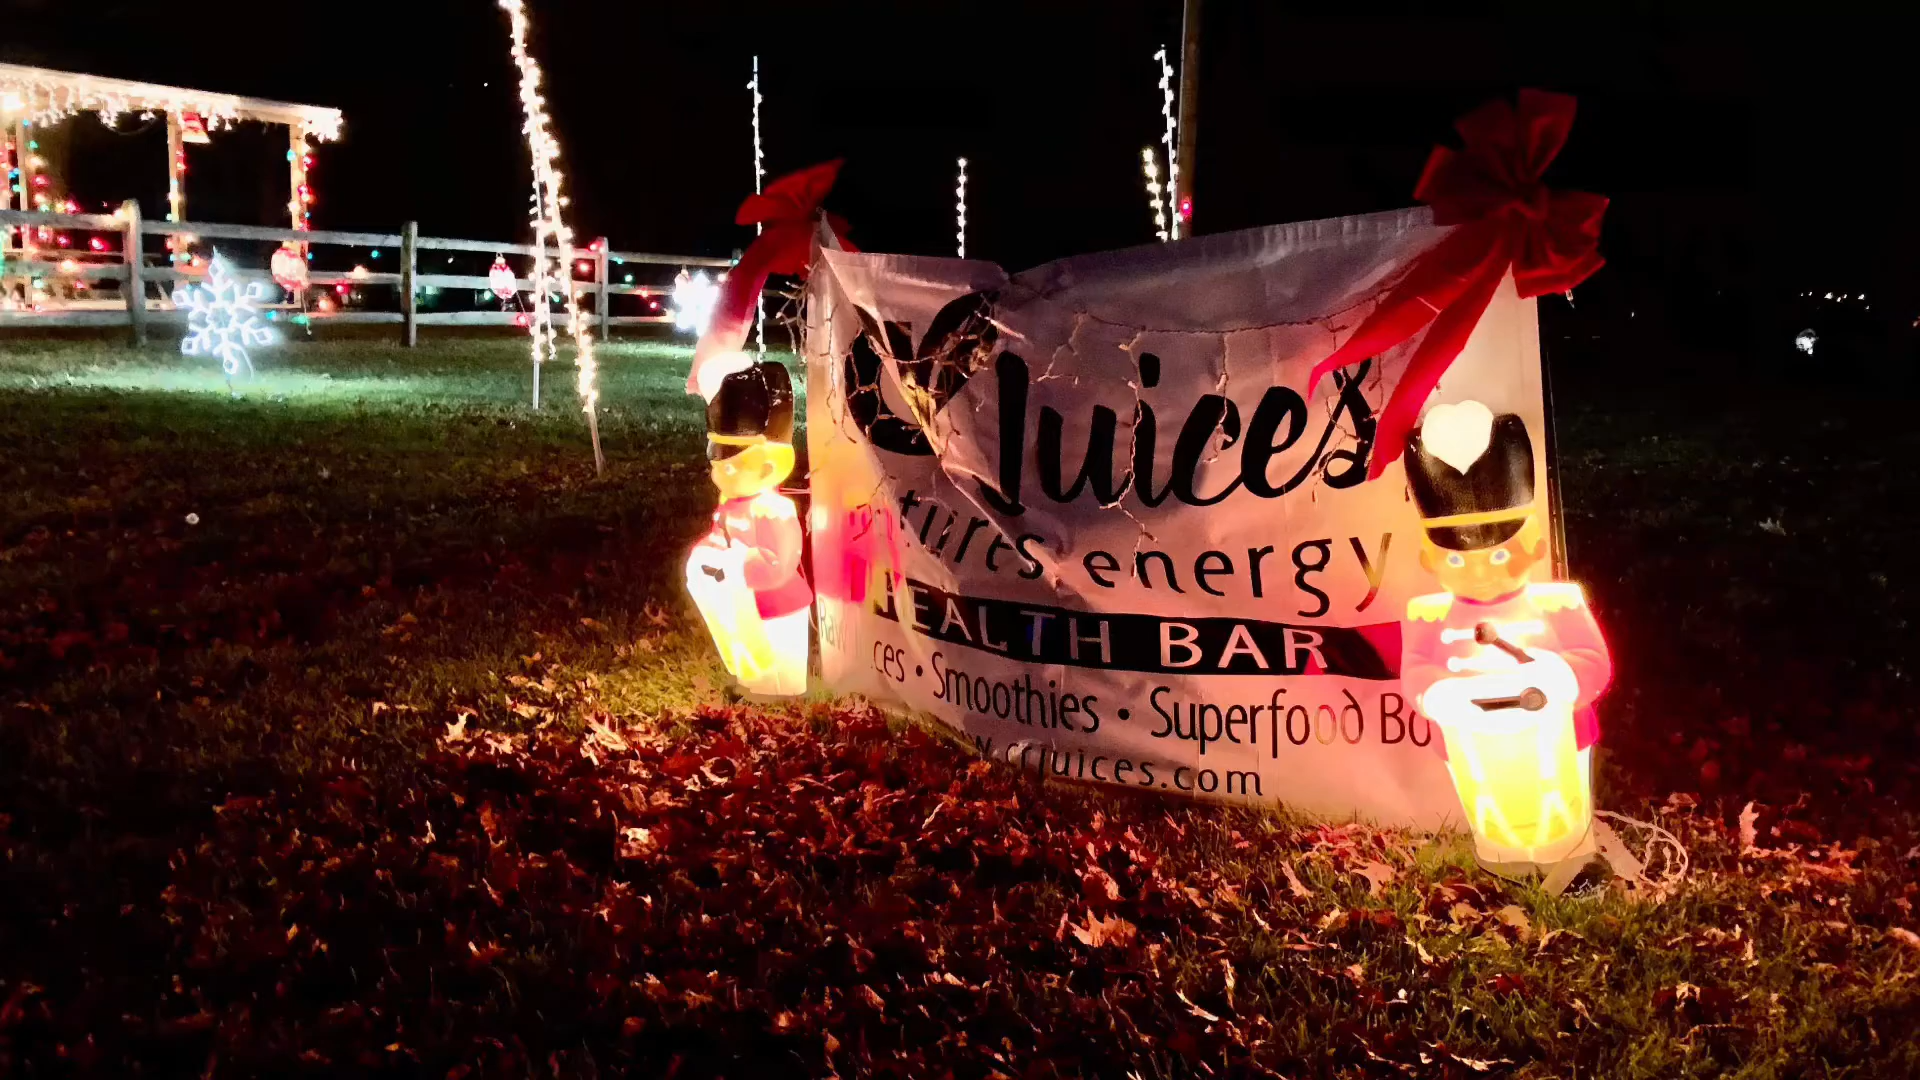 Juices
energy
HEALTH BAR
• Smoothies • Superfood
juices.com